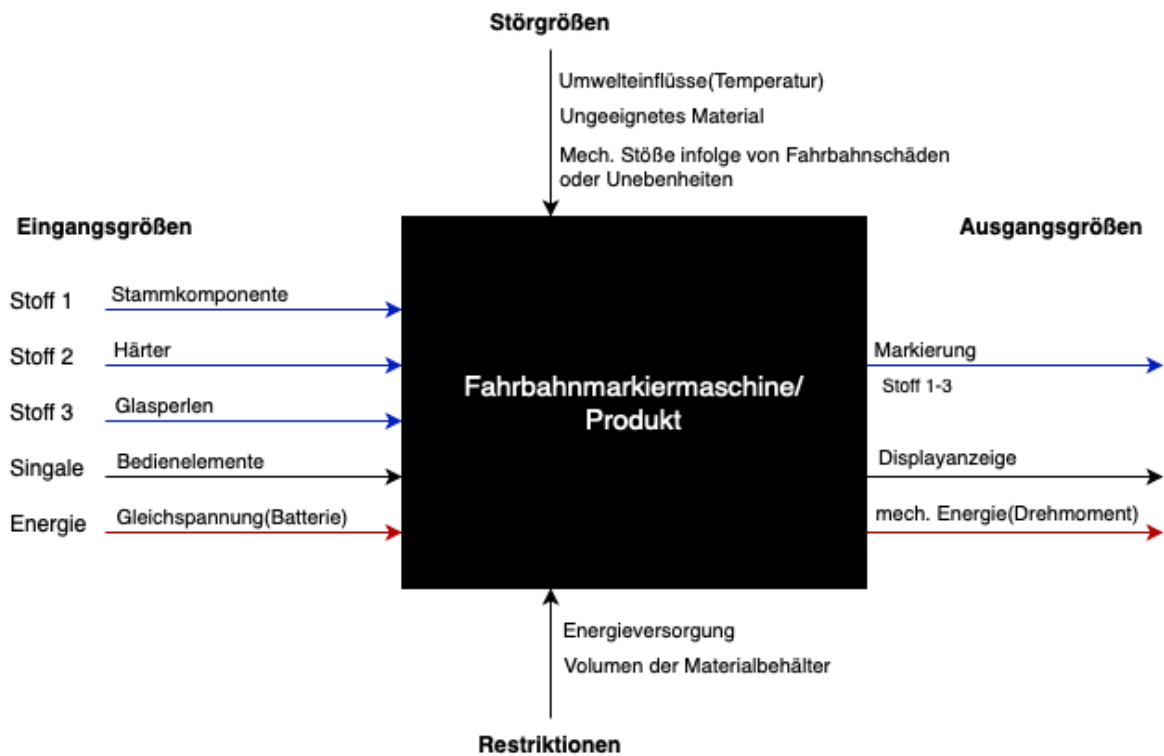 Störgrößen
Umwelteinflüsse(Temperatur)
Ungeeignetes Material
Mech. Stöße infolge von Fahrbahnschäden
oder Unebenheiten
Eingangsgrößen
Ausgangsgrößen
Stoff 1
Stammkomponente
Stoff 2
Härter
Stoff 3
Glasperlen
Singale
Bedienelemente
Energie
Gleichspannung(Batterie)
Fahrbahnmarkiermaschine/
Produkt
Markierung
Stoff 1-3
Displayanzeige
mech. Energie(Drehmoment)
Energieversorgung
Volumen der Materialbehälter
Restriktionen